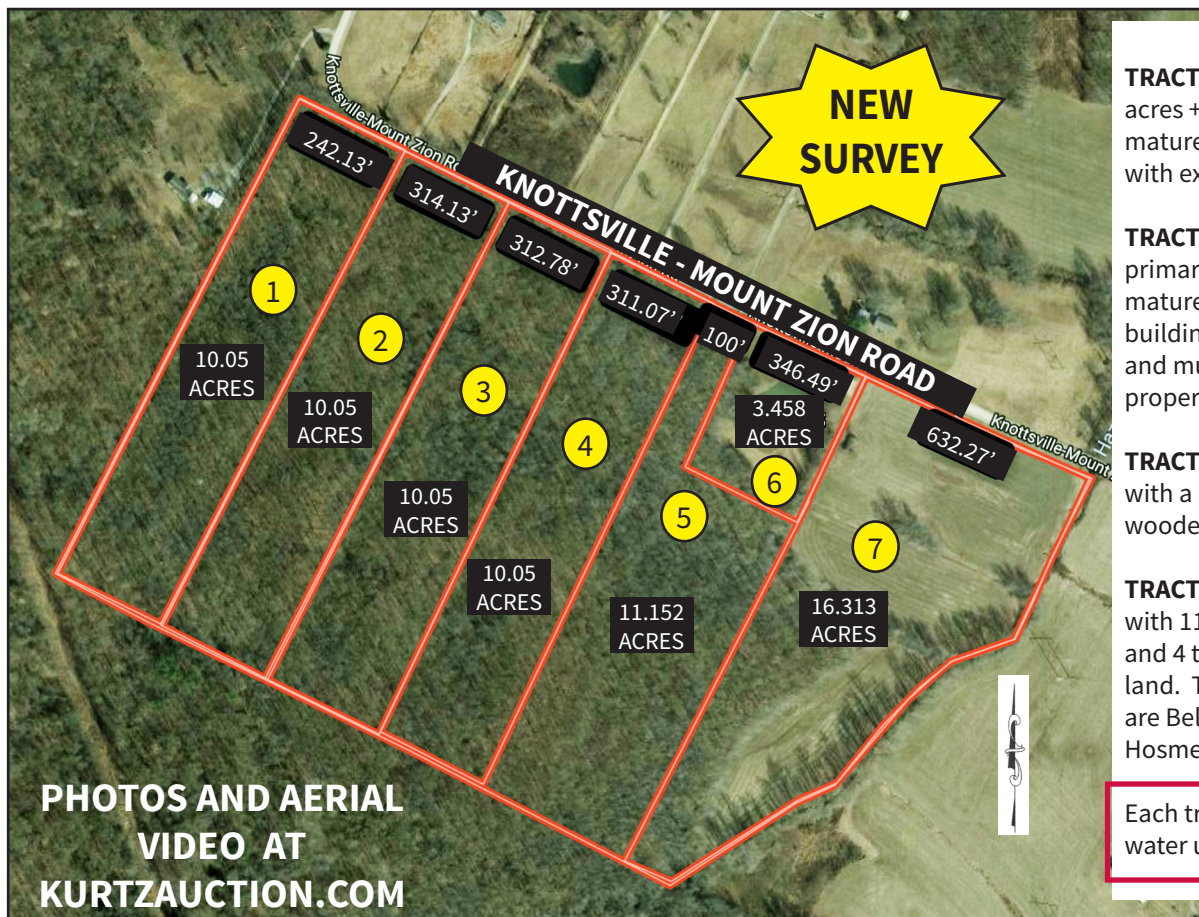 NEW
SURVEY
Knottsville-Mount Zion R
KNOTTSVILLE - MOUNT ZION ROAD
Knottsville-Mount
Ha
242.13’
314.13’
312.78’
311.07’
100’
346.49’
632.27’
1
10.05
ACRES
2
10.05
ACRES
3
10.05
ACRES
4
10.05
ACRES
5
11.152
ACRES
3.458
ACRES
6
7
16.313
ACRES
PHOTOS AND AERIAL
VIDEO AT
KURTZAUCTION.COM
TRACT
acres +
mature
with ex
TRACT
primar
mature
buildin
and mu
proper
TRACT
with a
woode
TRACT
with 11
and 4 t
land. T
are Bel
Hosme
Each tr
water u